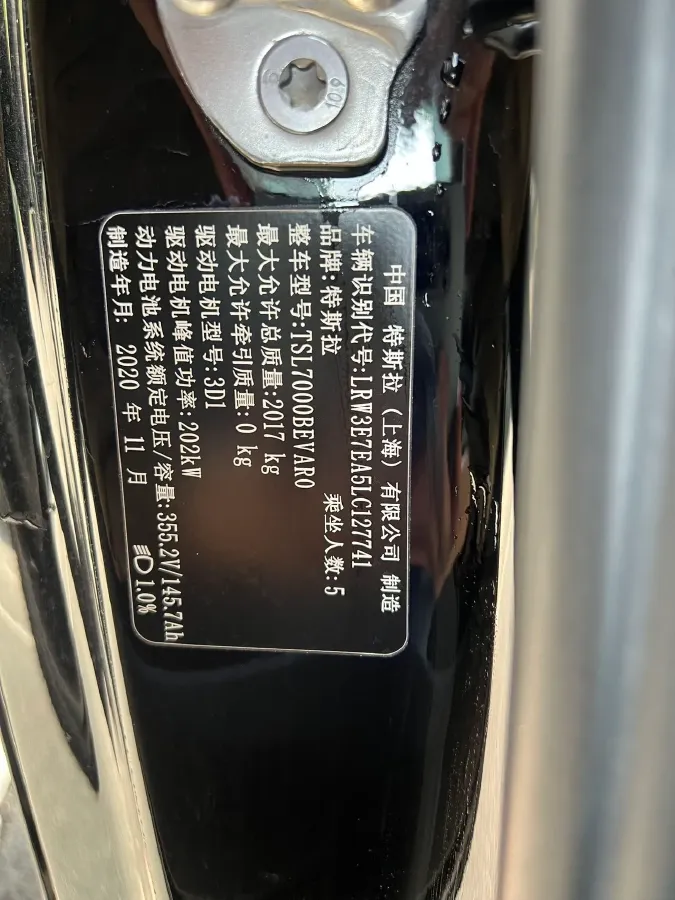 中国 特斯拉（上海）有限公司 制造
车辆识别代号:LRW3E7EA5LC127741
品牌:特斯拉 乘坐人数:5
整车型号:TSL7000BEVAR0
最大允许总质量:2017 kg
最大允许牵引质量:0 kg
驱动电机型号:3D1
驱动电机峰值功率:202kW
动力电池系统额定电压/容量:355.2V/145.7Ah
制造年月: 2020 年 11 月 1.0%